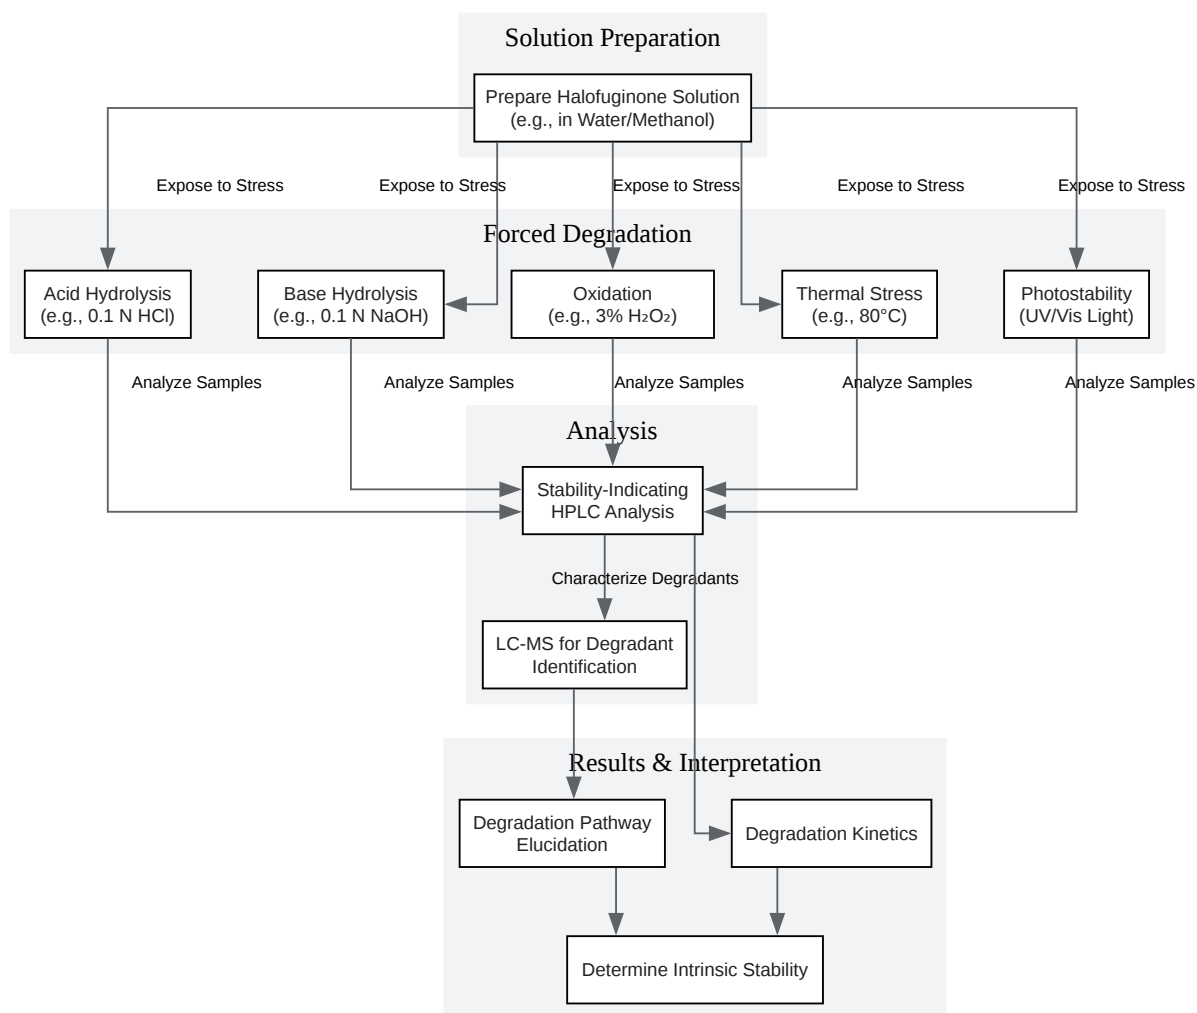 Solution Preparation
Prepare Halofuginone Solution
(e.g., in Water/Methanol)
Expose to Stress
Expose to Stress
Expose to Stress
Expose to Stress
Expose to Stress
Forced Degradation
Acid Hydrolysis
(e.g., 0.1 N HCl)
Base Hydrolysis
(e.g., 0.1 N NaOH)
Oxidation
(e.g., 3% H₂O₂)
Thermal Stress
(e.g., 80°C)
Photostability
(UV/Vis Light)
Analyze Samples
Analyze Samples
Analyze Samples
Analyze Samples
Analyze Samples
Analysis
Stability-Indicating
HPLC Analysis
Characterize Degradants
LC-MS for Degradant
Identification
Results & Interpretation
Degradation Pathway
Elucidation
Degradation Kinetics
Determine Intrinsic Stability